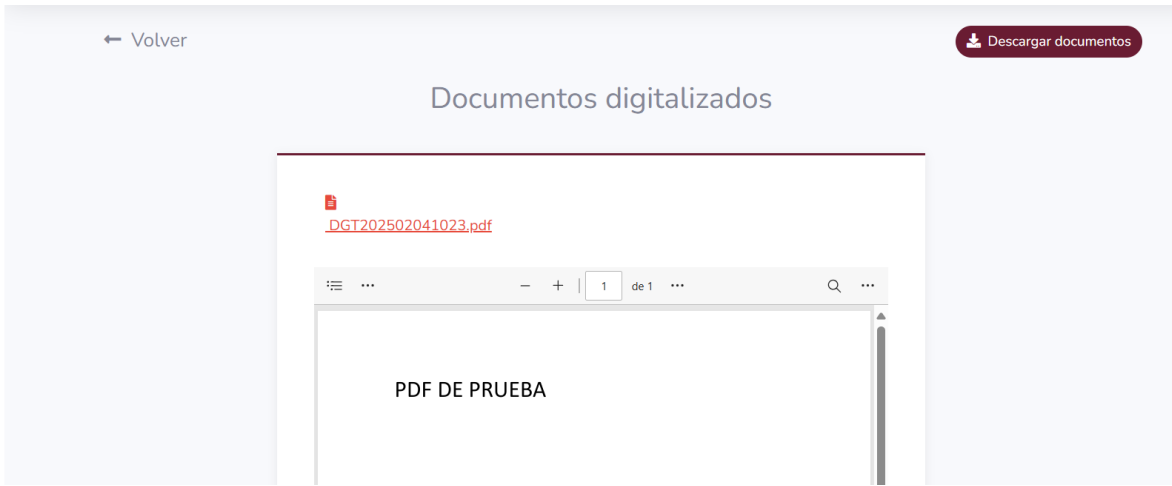 Volver
Descargar documentos
Documentos digitalizados
DGT202502041023.pdf
1 de 1
PDF DE PRUEBA